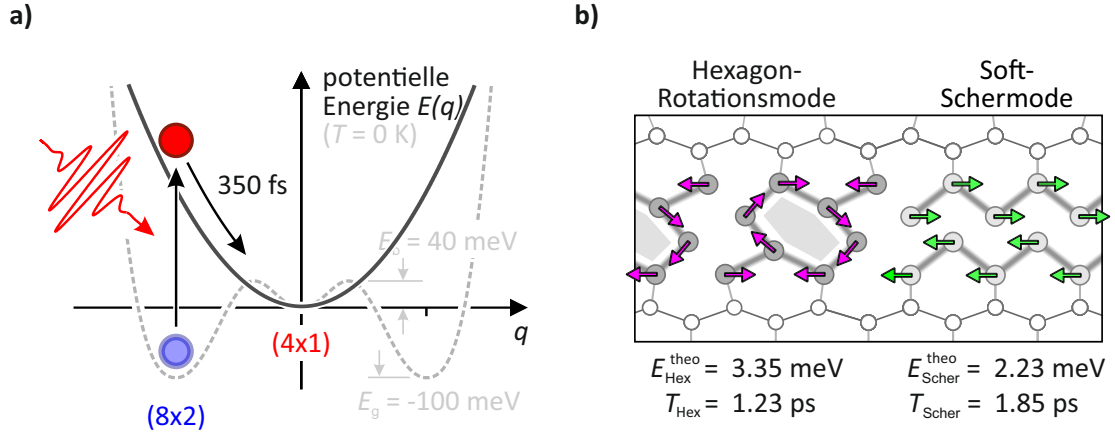 a)
potentielle
Energie E(q)
(T = 0 K)
350 fs
E_b = 40 meV
q
(4x1)
E_g = -100 meV
(8x2)
b)
Hexagon-
Rotationsmode
Soft-
Schermode
E_Hex^theo = 3.35 meV
T_Hex = 1.23 ps
E_Scher^theo = 2.23 meV
T_Scher = 1.85 ps